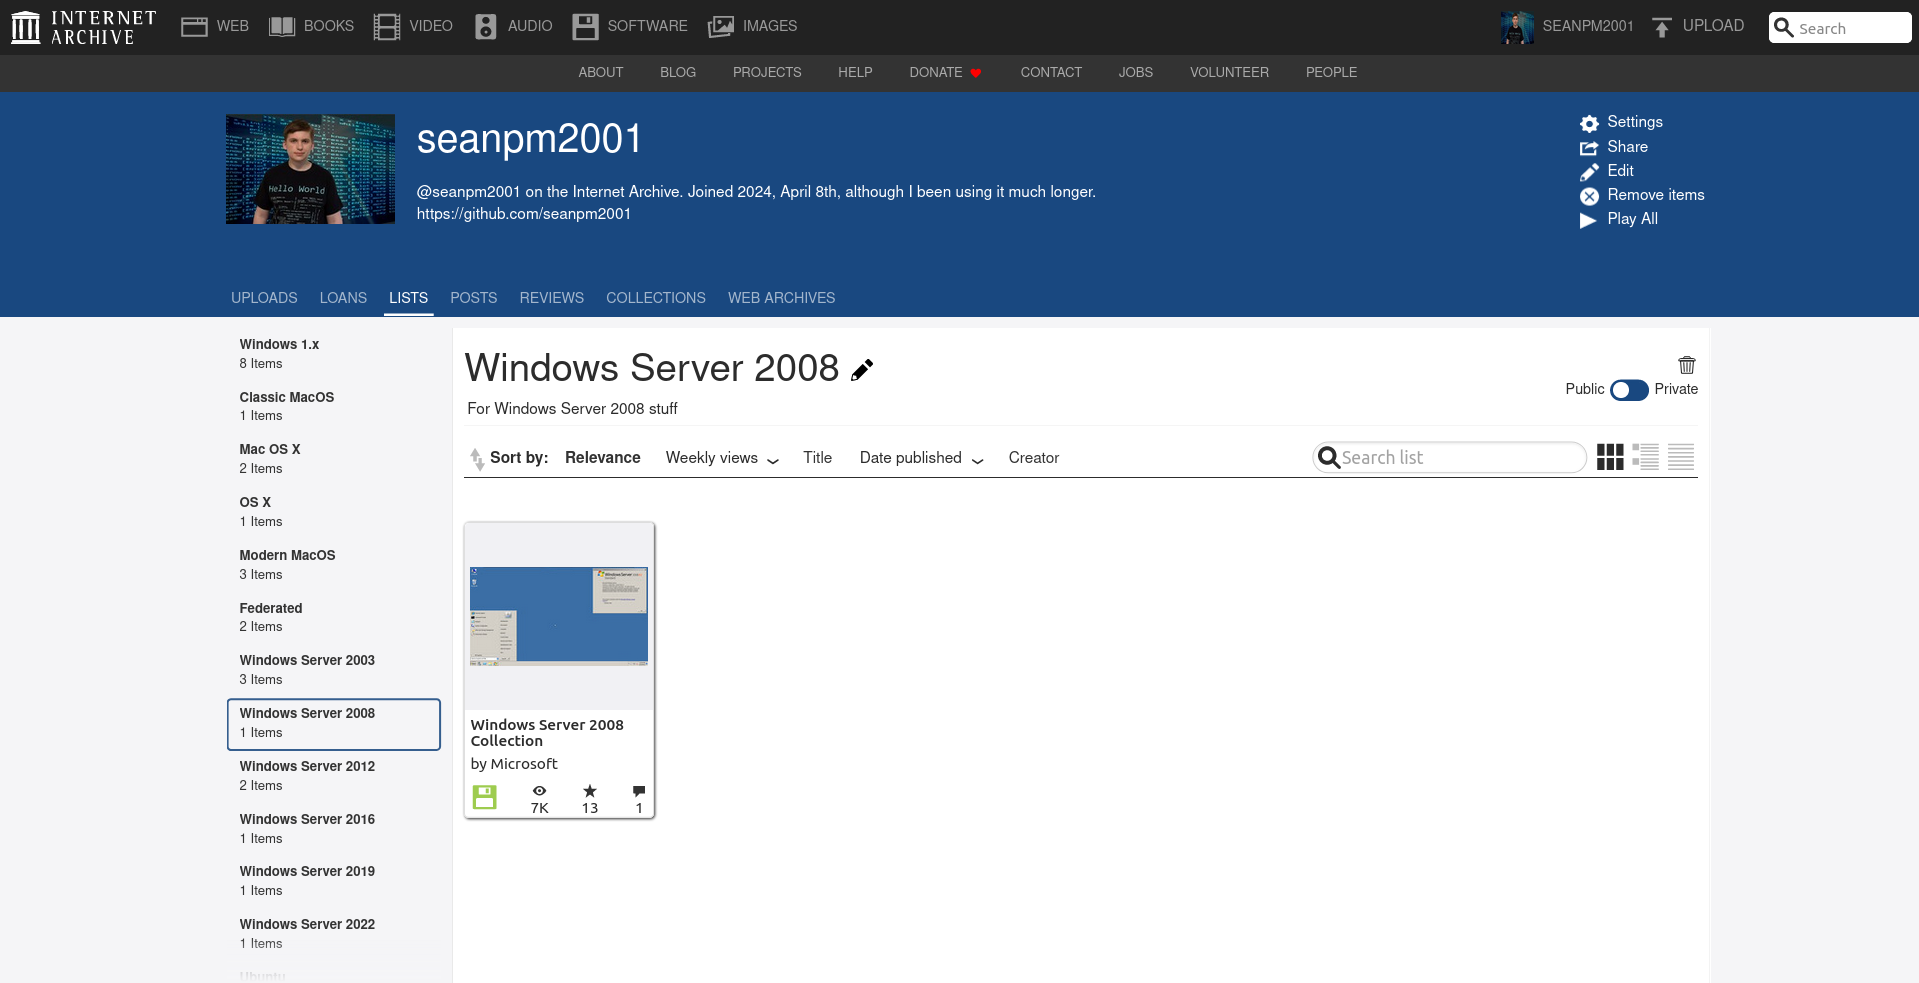 INTERNET ARCHIVE
WEB BOOKS VIDEO AUDIO SOFTWARE IMAGES
SEANPM2001 UPLOAD Search
ABOUT BLOG PROJECTS HELP DONATE CONTACT JOBS VOLUNTEER PEOPLE
Hello World
seanpm2001
@seanpm2001 on the Internet Archive. Joined 2024, April 8th, although I been using it much longer.
https://github.com/seanpm2001
Settings
Share
Edit
Remove items
Play All
UPLOADS LOANS LISTS POSTS REVIEWS COLLECTIONS WEB ARCHIVES
Windows 1.x
8 Items
Classic MacOS
1 Items
Mac OS X
2 Items
OS X
1 Items
Modern MacOS
3 Items
Federated
2 Items
Windows Server 2003
3 Items
Windows Server 2008
1 Items
Windows Server 2012
2 Items
Windows Server 2016
1 Items
Windows Server 2019
1 Items
Windows Server 2022
1 Items
Ubuntu
Windows Server 2008
For Windows Server 2008 stuff
Public Private
Sort by: Relevance Weekly views Title Date published Creator
Search list
Windows Server 2008
Collection
by Microsoft
7K 13 1